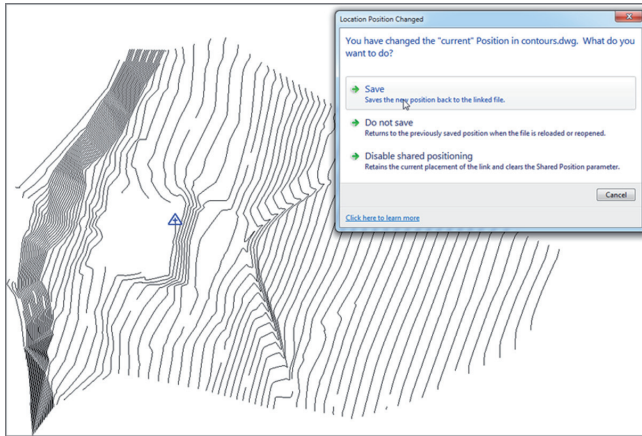 Location Position Changed
You have changed the "current" Position in contours.dwg. What do you
want to do?
Save
Saves the new position back to the linked file.
Do not save
Returns to the previously saved position when the file is reloaded or reopened.
Disable shared positioning
Retains the current placement of the link and clears the Shared Position parameter.
Cancel
Click here to learn more